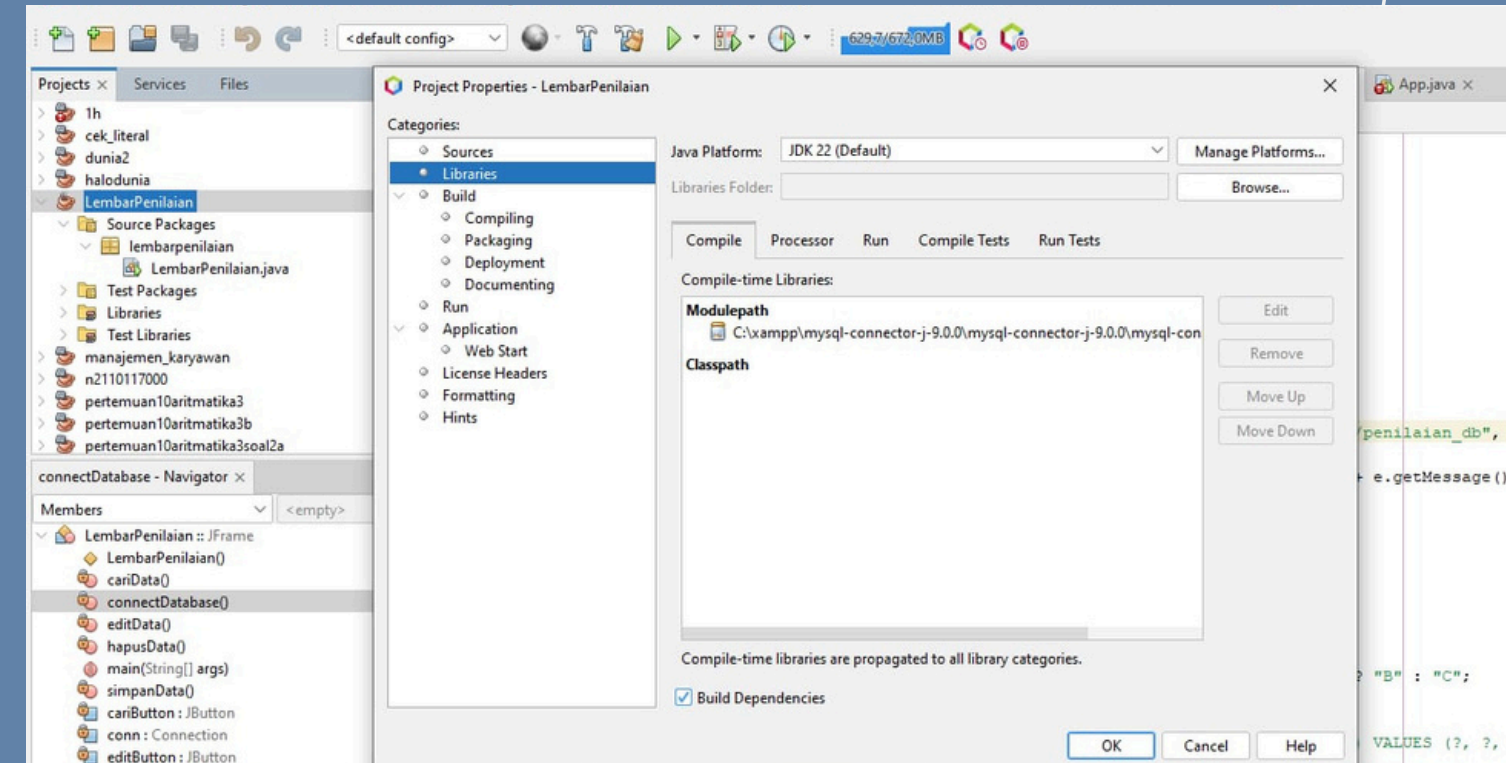 <default config>
629,7/672,0MB
Projects
Services
Files
1h
cek_literal
dunia2
halodunia
LembarPenilaian
Source Packages
lembarpenilaian
LembarPenilaian.java
Test Packages
Libraries
Test Libraries
manajemen_karyawan
n2110117000
pertemuan10aritmatika3
pertemuan10aritmatika3b
pertemuan10aritmatika3soal2a
connectDatabase - Navigator
Members
<empty>
LembarPenilaian :: JFrame
LembarPenilaian()
cariData()
connectDatabase()
editData()
hapusData()
main(String[] args)
simpanData()
cariButton : JButton
conn : Connection
editButton : JButton
Project Properties - LembarPenilaian
Categories:
Sources
Libraries
Build
Compiling
Packaging
Deployment
Documenting
Run
Application
Web Start
License Headers
Formatting
Hints
Java Platform: JDK 22 (Default) Manage Platforms...
Libraries Folder: Browse...
Compile Processor Run Compile Tests Run Tests
Compile-time Libraries:
Modulepath
C:\xampp\mysql-connector-j-9.0.0\mysql-connector-j-9.0.0\mysql-con
Classpath
Edit
Remove
Move Up
Move Down
Compile-time libraries are propagated to all library categories.
Build Dependencies
OK Cancel Help
App.java
/penilaian_db",
+ e.getMessage()
? "B" : "C";
VALUES (?, ?,